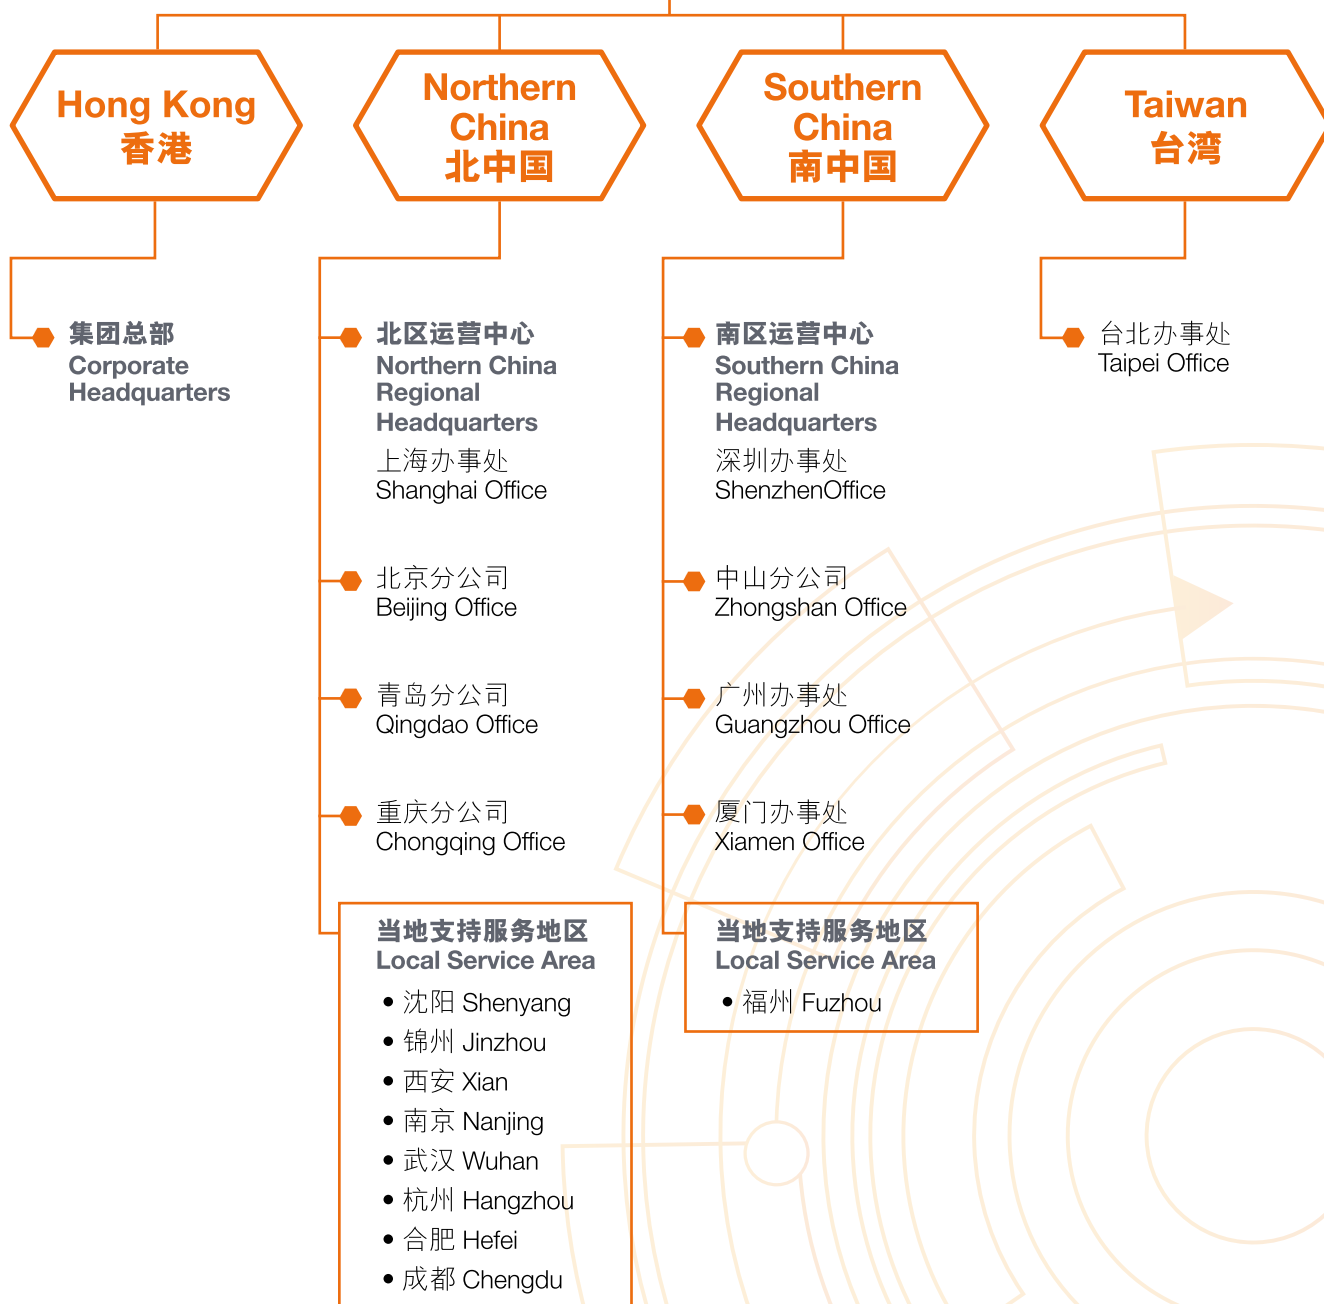 Hong Kong
香港
Northern
China
北中国
Southern
China
南中国
Taiwan
台湾
集团总部
Corporate
Headquarters
北区运营中心
Northern China
Regional
Headquarters
上海办事处
Shanghai Office
北京分公司
Beijing Office
青岛分公司
Qingdao Office
重庆分公司
Chongqing Office
当地支持服务地区
Local Service Area
• 沈阳 Shenyang
• 锦州 Jinzhou
• 西安 Xian
• 南京 Nanjing
• 武汉 Wuhan
• 杭州 Hangzhou
• 合肥 Hefei
• 成都 Chengdu
南区运营中心
Southern China
Regional
Headquarters
深圳办事处
ShenzhenOffice
中山分公司
Zhongshan Office
广州办事处
Guangzhou Office
厦门办事处
Xiamen Office
当地支持服务地区
Local Service Area
• 福州 Fuzhou
台北办事处
Taipei Office